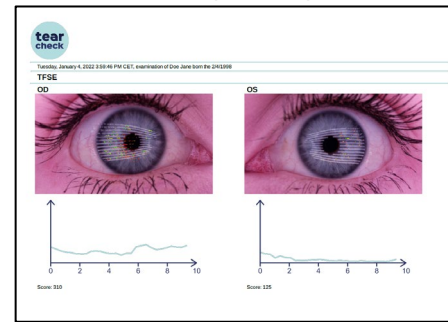 tear
check
Tuesday, January 4, 2022 3:59:46 PM CET, examination of Doe Jane born the 2/4/1998
TFSE
OD
OS
0 2 4 6 8 10
0 2 4 6 8 10
Score: 310
Score: 125